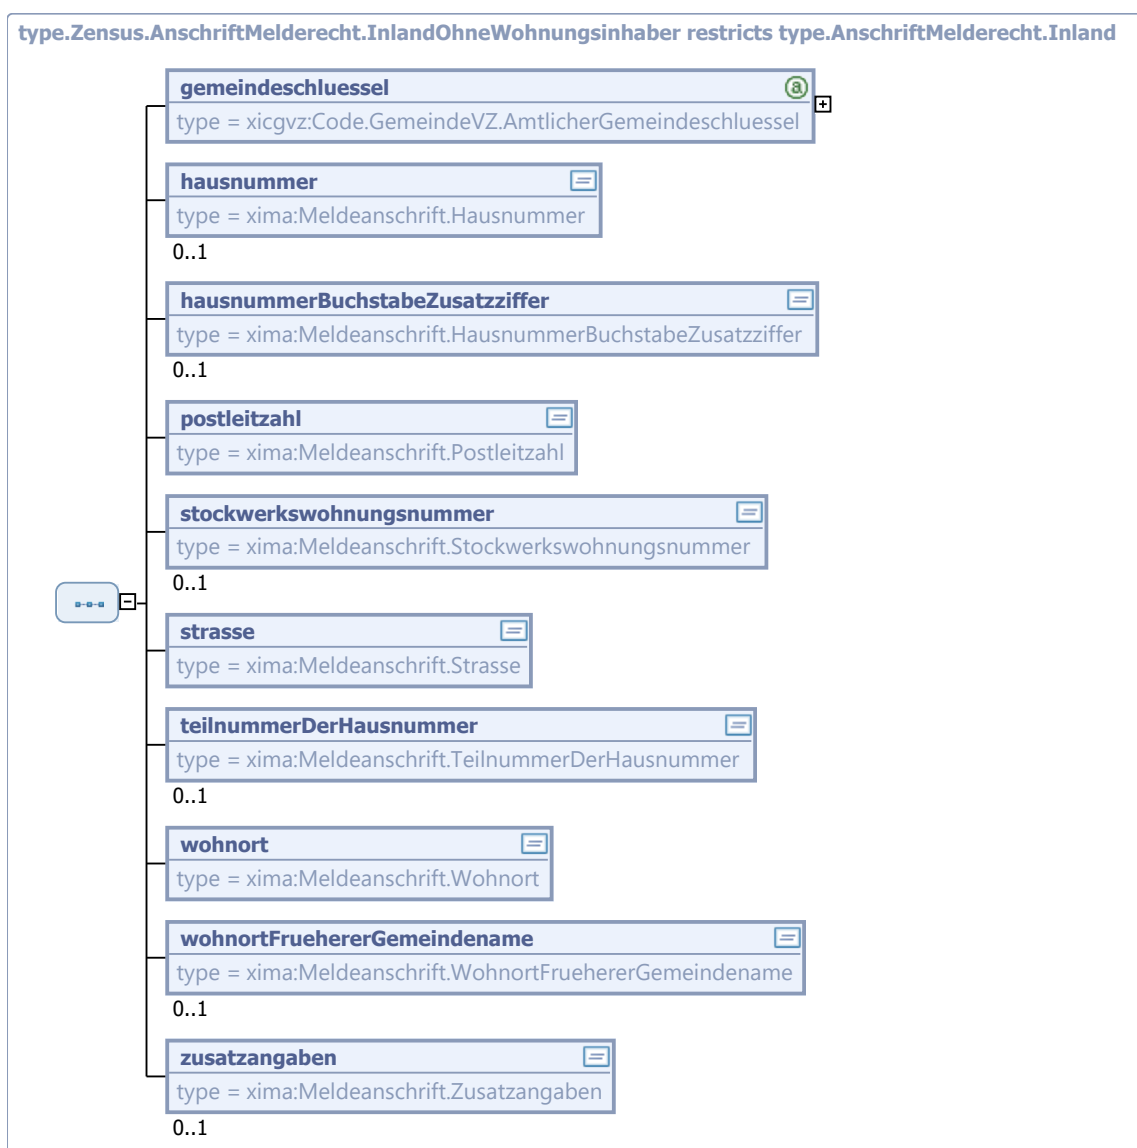 type.Zensus.AnschriftMelderecht.InlandOhneWohnungsinhaber restricts type.AnschriftMelderecht.Inland
gemeindeschluessel
type = xicgvz:Code.GemeindeVZ.AmtlicherGemeindeschluessel
hausnummer
type = xima:Meldeanschrift.Hausnummer
0..1
hausnummerBuchstabeZusatzziffer
type = xima:Meldeanschrift.HausnummerBuchstabeZusatzziffer
0..1
postleitzahl
type = xima:Meldeanschrift.Postleitzahl
stockwerkswohnungsnummer
type = xima:Meldeanschrift.Stockwerkswohnungsnummer
0..1
strasse
type = xima:Meldeanschrift.Strasse
teilnummerDerHausnummer
type = xima:Meldeanschrift.TeilnummerDerHausnummer
0..1
wohnort
type = xima:Meldeanschrift.Wohnort
wohnortFruehererGemeindename
type = xima:Meldeanschrift.WohnortFruehererGemeindename
0..1
zusatzangaben
type = xima:Meldeanschrift.Zusatzangaben
0..1